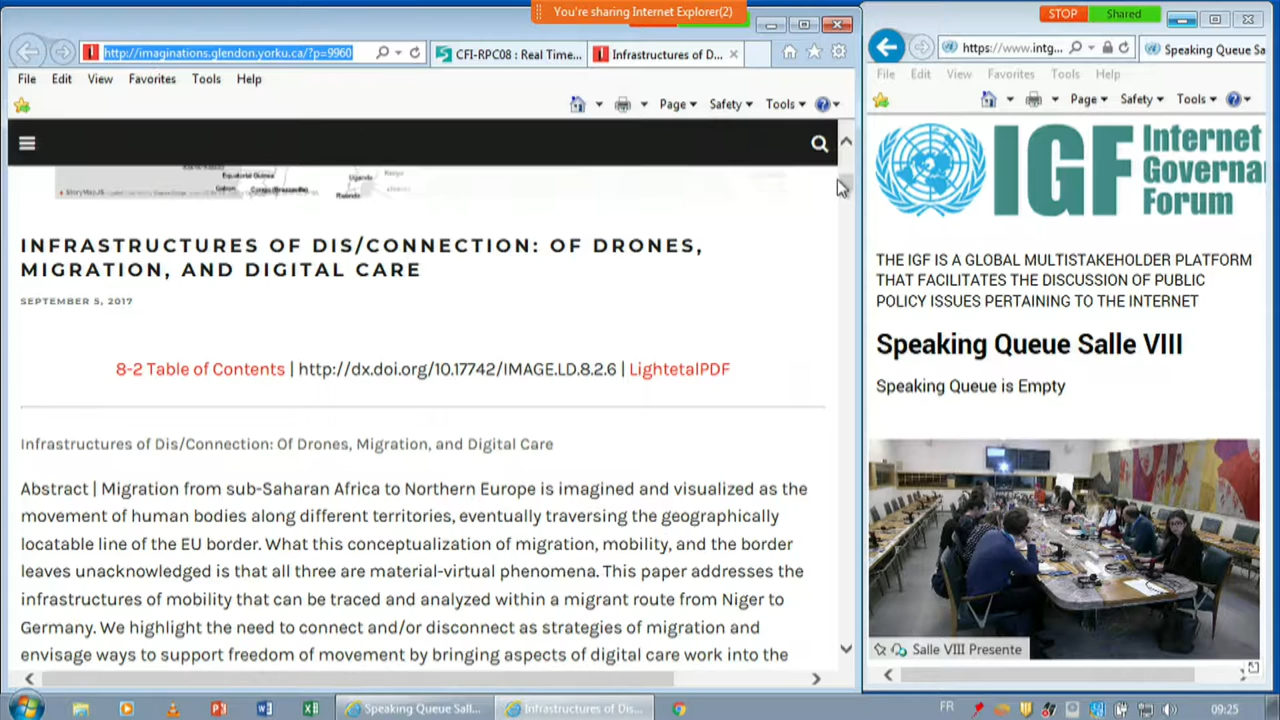 You're sharing Internet Explorer(2)
STOP
Shared
http://imaginations.glendon.yorku.ca/?p=9960
CFI-RPC08 : Real Time...
Infrastructures of D...
File Edit View Favorites Tools Help
Page Safety Tools
INFRASTRUCTURES OF DIS/CONNECTION: OF DRONES,
MIGRATION, AND DIGITAL CARE
SEPTEMBER 5, 2017
8-2 Table of Contents | http://dx.doi.org/10.17742/IMAGE.LD.8.2.6 | LightetalPDF
Infrastructures of Dis/Connection: Of Drones, Migration, and Digital Care
Abstract | Migration from sub-Saharan Africa to Northern Europe is imagined and visualized as the
movement of human bodies along different territories, eventually traversing the geographically
locatable line of the EU border. What this conceptualization of migration, mobility, and the border
leaves unacknowledged is that all three are material-virtual phenomena. This paper addresses the
infrastructures of mobility that can be traced and analyzed within a migrant route from Niger to
Germany. We highlight the need to connect and/or disconnect as strategies of migration and
envisage ways to support freedom of movement by bringing aspects of digital care work into the
https://www.intg...
Speaking Queue Sa
File Edit View Favorites Tools Help
Page Safety Tools
IGF Internet
Governa
Forum
THE IGF IS A GLOBAL MULTISTAKEHOLDER PLATFORM
THAT FACILITATES THE DISCUSSION OF PUBLIC
POLICY ISSUES PERTAINING TO THE INTERNET
Speaking Queue Salle VIII
Speaking Queue is Empty
Salle VIII Presente
Speaking Queue Sall...
Infrastructures of Dis...
FR
09:25